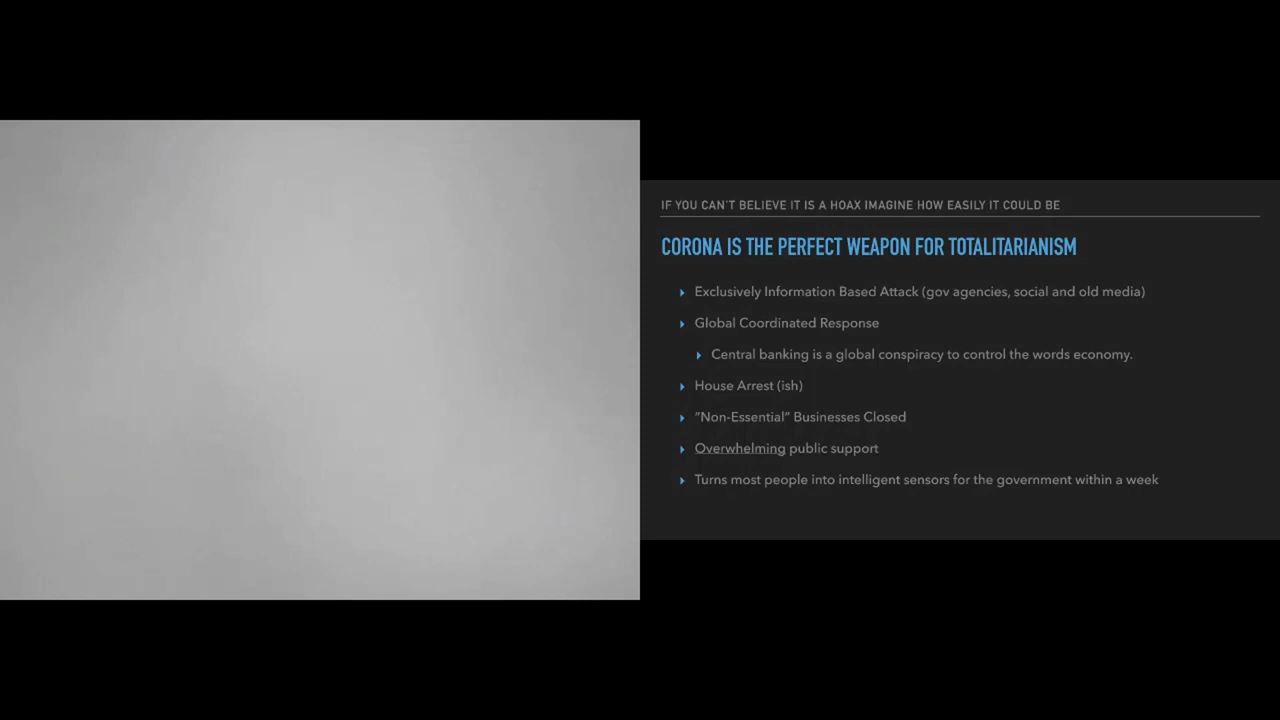 IF YOU CAN'T BELIEVE IT IS A HOAX IMAGINE HOW EASILY IT COULD BE
CORONA IS THE PERFECT WEAPON FOR TOTALITARIANISM
Exclusively Information Based Attack (gov agencies, social and old media)
Global Coordinated Response
Central banking is a global conspiracy to control the words economy.
House Arrest (ish)
"Non-Essential" Businesses Closed
Overwhelming public support
Turns most people into intelligent sensors for the government within a week